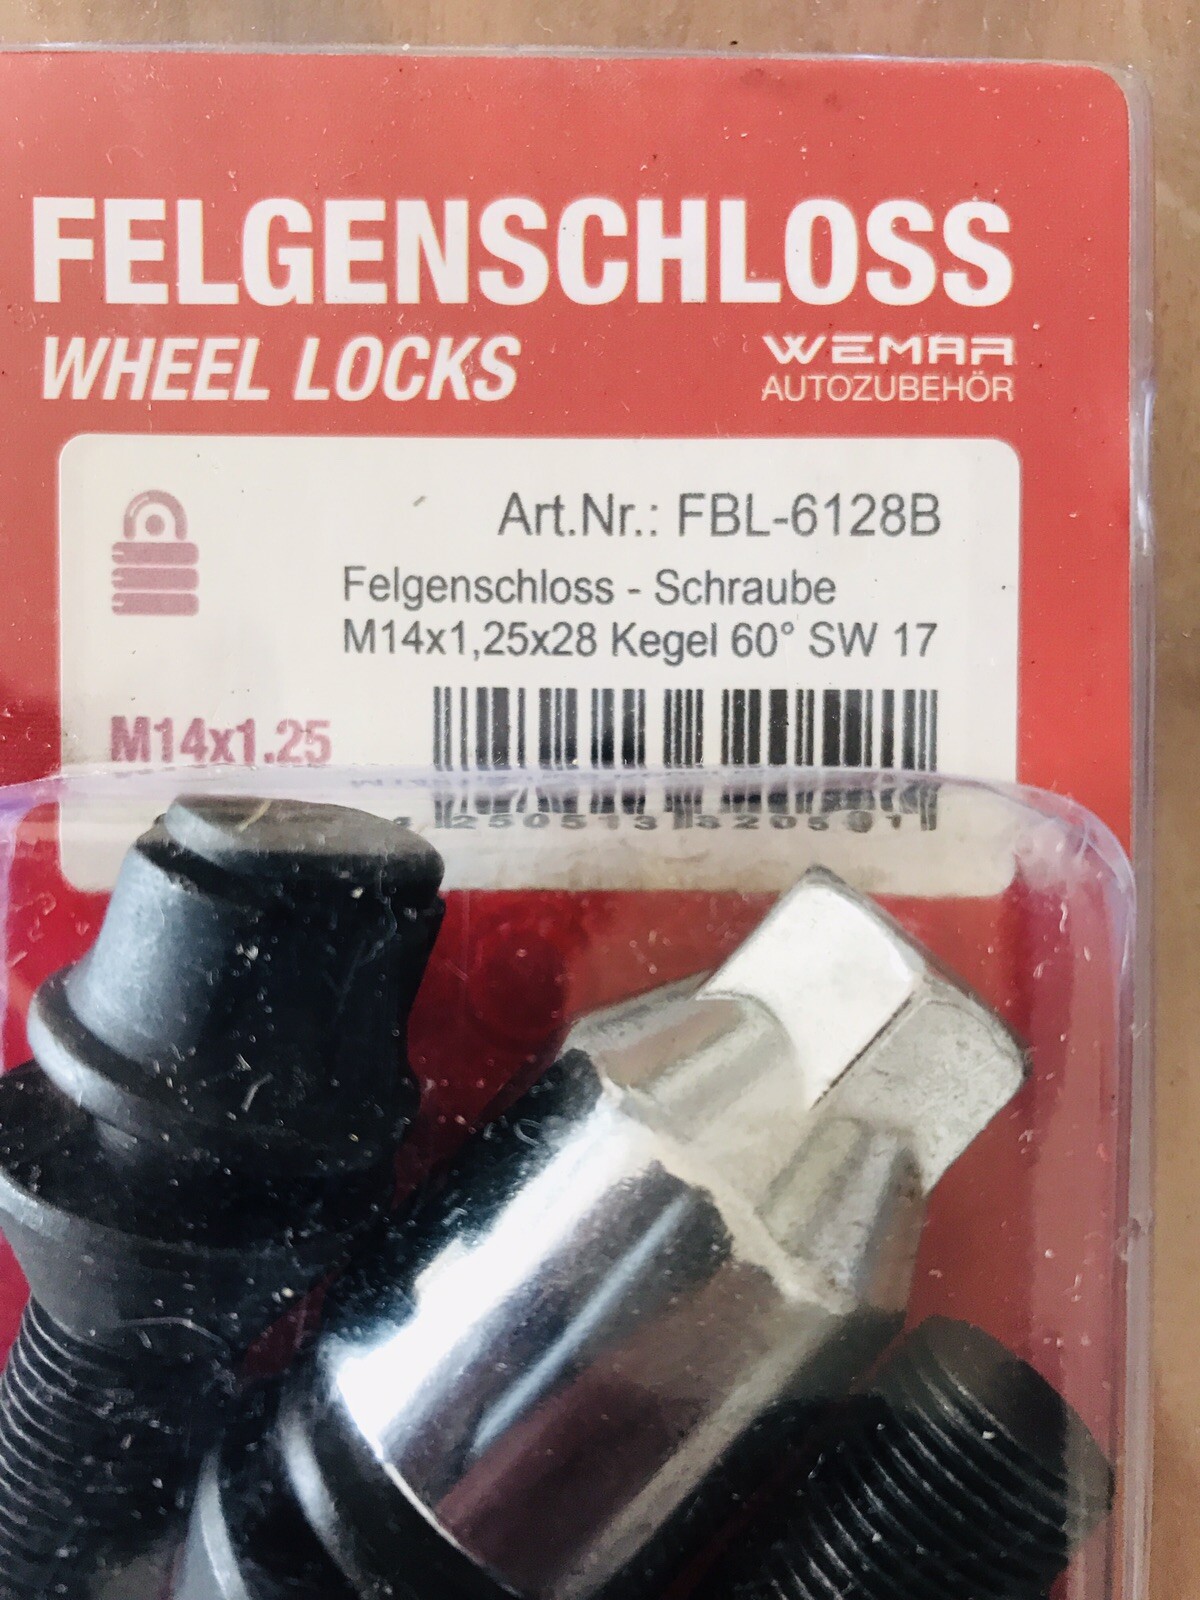 FELGENSCHLOSS
WHEEL LOCKS
WEMAR
AUTOZUBEHÖR
Art.Nr.: FBL-6128B
Felgenschloss - Schraube
M14x1,25x28 Kegel 60° SW 17
M14x1.25